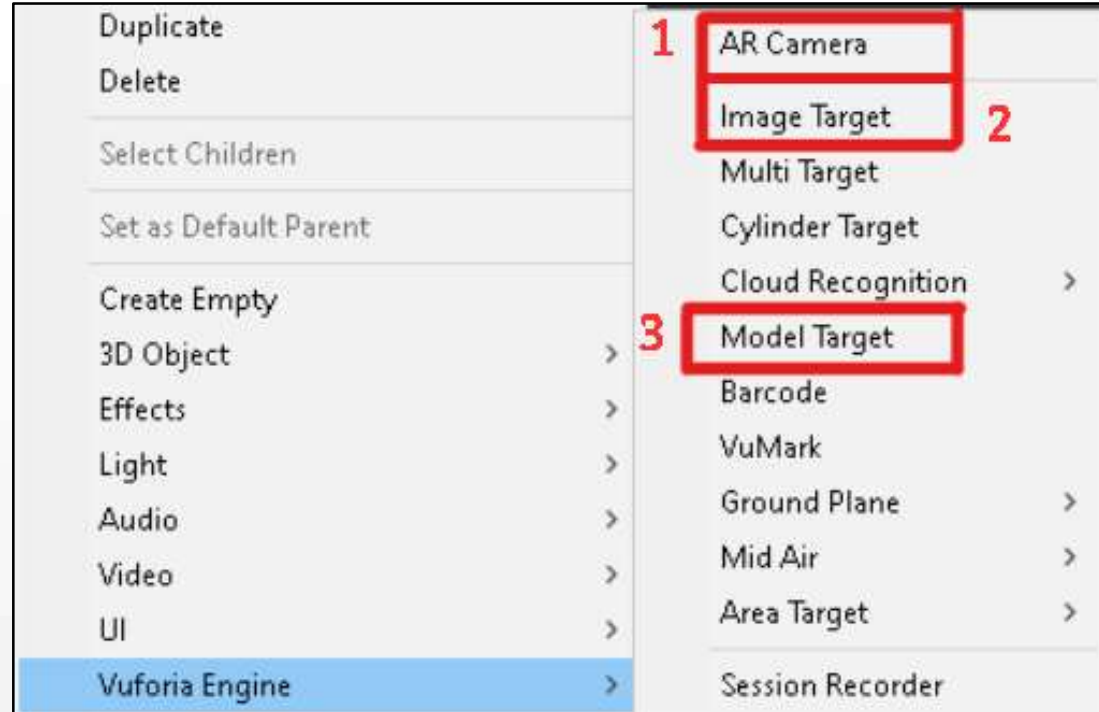 Duplicate
Delete
Select Children
Set as Default Parent
Create Empty
3D Object >
Effects >
Light >
Audio >
Video >
UI >
Vuforia Engine >
1 AR Camera
Image Target 2
Multi Target
Cylinder Target
Cloud Recognition >
3 Model Target
Barcode
VuMark
Ground Plane >
Mid Air >
Area Target >
Session Recorder